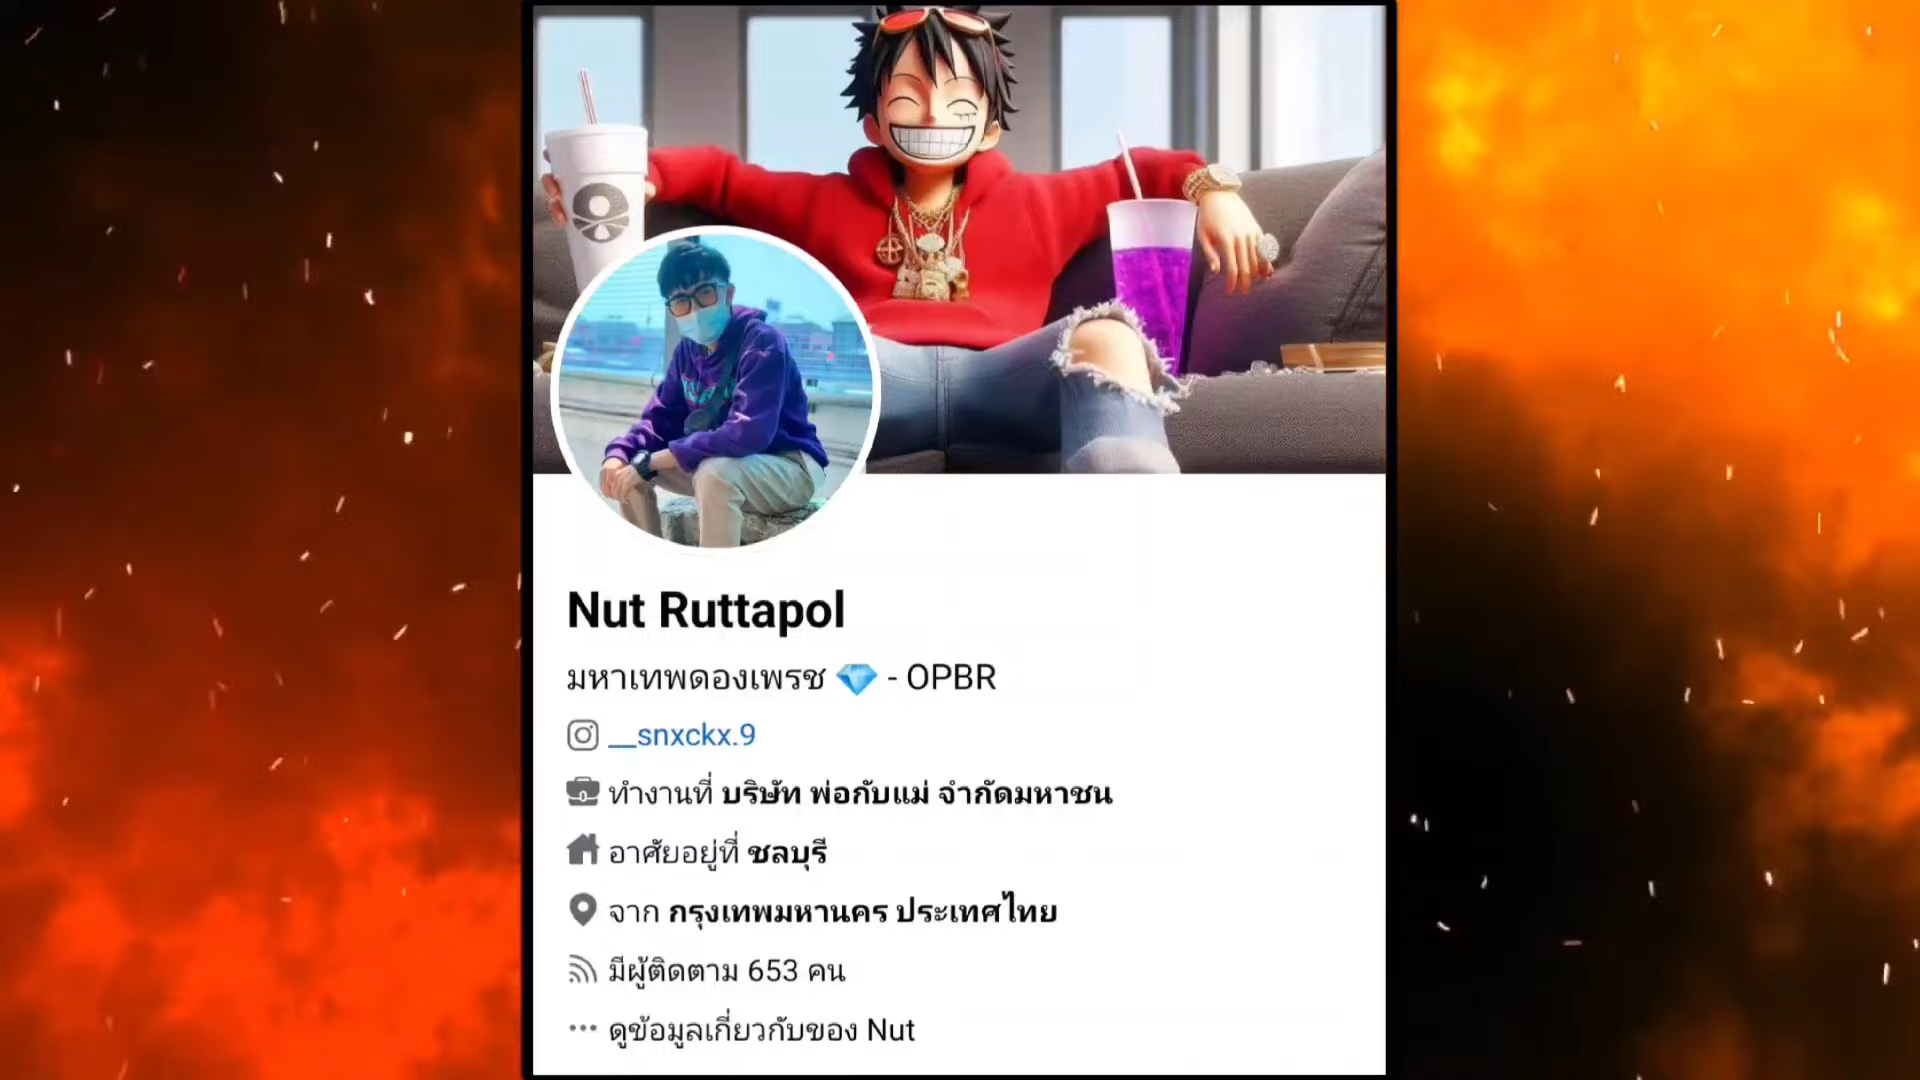 Nut Ruttapol
มหาเทพดองเพรช 💎 - OPBR
__snxckx.9
ทำงานที่ บริษัท พ่อกับแม่ จำกัดมหาชน
อาศัยอยู่ที่ ชลบุรี
จาก กรุงเทพมหานคร ประเทศไทย
มีผู้ติดตาม 653 คน
ดูข้อมูลเกี่ยวกับของ Nut